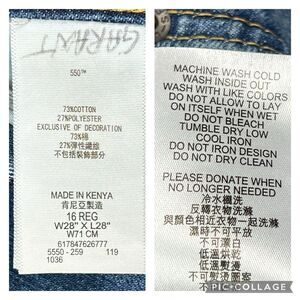 GRANT
550™
73%COTTON
27%POLYESTER
EXCLUSIVE OF DECORATION
73%棉
27%彈性纖維
不包括裝飾部分
MADE IN KENYA
肯尼亞製造
16 REG
W28" X L28"
W71 CM
617847626777
5550 - 259 119
1036
MACHINE WASH COLD
WASH INSIDE OUT
WASH WITH LIKE COLORS
DO NOT ALLOW TO LAY
ON ITSELF WHEN WET
DO NOT BLEACH
TUMBLE DRY LOW
COOL IRON
DO NOT IRON DESIGN
DO NOT DRY CLEAN
PLEASE DONATE WHEN
NO LONGER NEEDED
冷水機洗
反轉衣物洗滌
與顏色相近衣物一起洗滌
濕時不可平放
不可漂白
低溫烘乾
低溫熨燙
PIC•COLLAGE